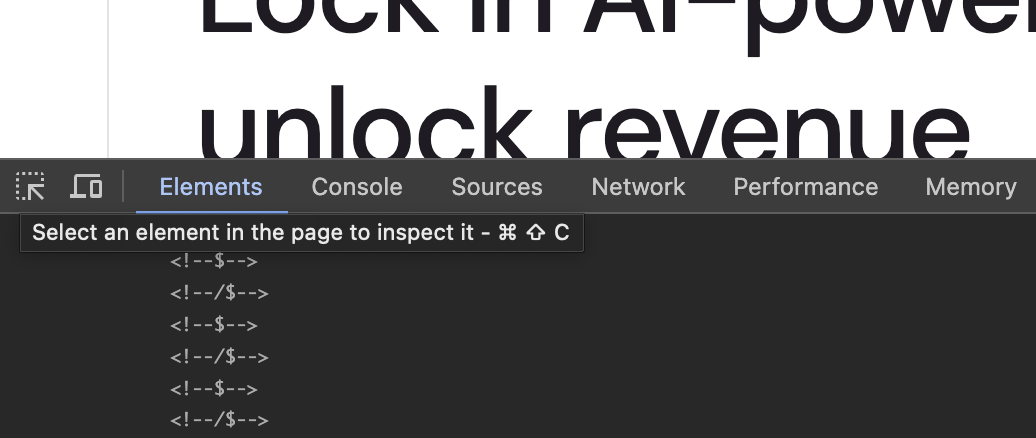 Lock in AI-power
unlock revenue
Elements Console Sources Network Performance Memory
Select an element in the page to inspect it - ⌘ ⇧ C
<!--$-->
<!--/$-->
<!--$-->
<!--/$-->
<!--$-->
<!--/$-->